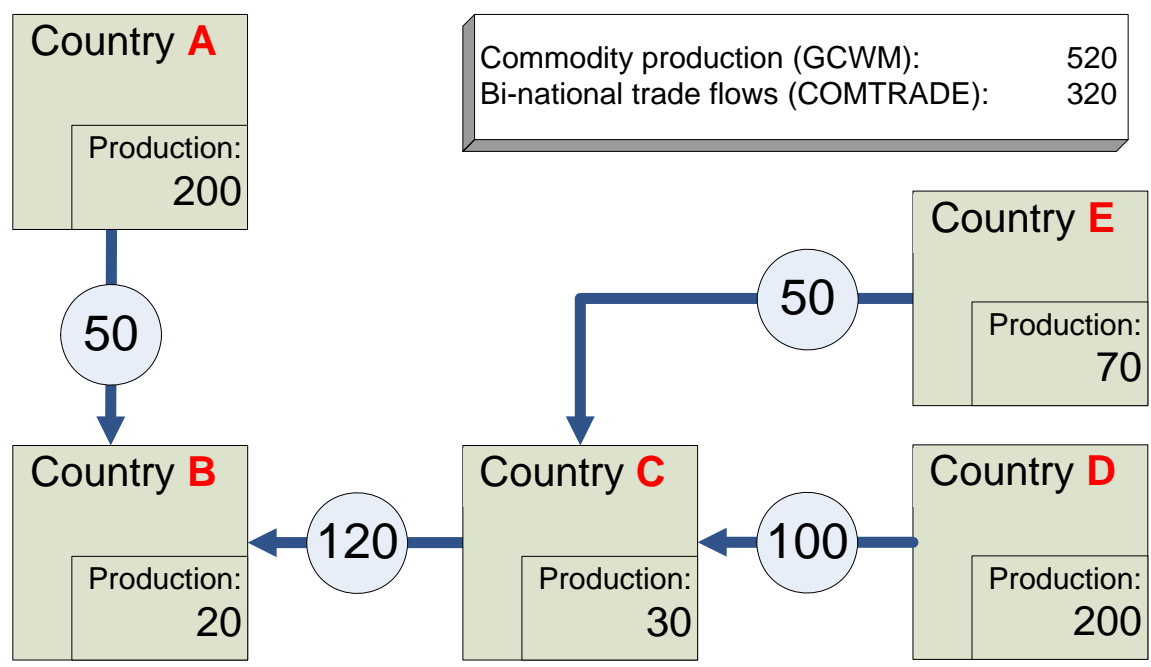 Country A
Production:
200
Commodity production (GCWM): 520
Bi-national trade flows (COMTRADE): 320
50
Country E
Production:
70
50
Country B
Production:
20
120
Country C
Production:
30
100
Country D
Production:
200